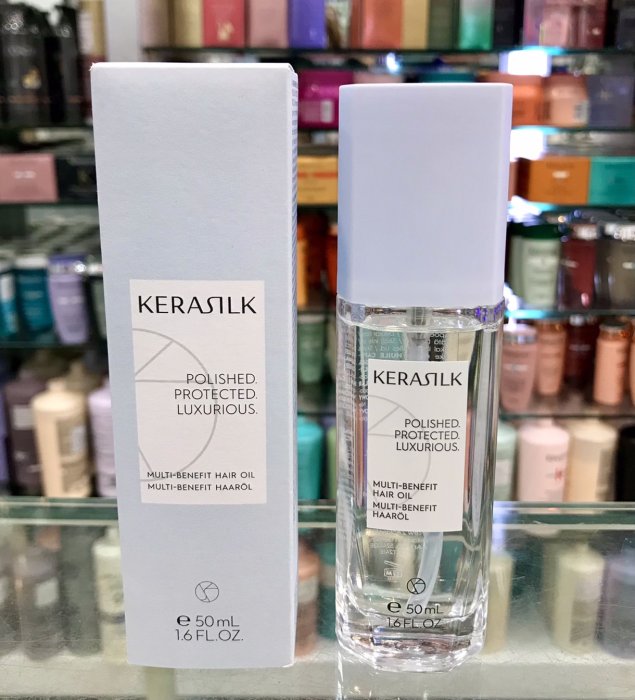 KERASILK
POLISHED.
PROTECTED.
LUXURIOUS.
MULTI-BENEFIT HAIR OIL
MULTI-BENEFIT HAARÖL
e 50 mL
1.6 FL.OZ.
KERASILK
POLISHED.
PROTECTED.
LUXURIOUS.
MULTI-BENEFIT
HAIR OIL
MULTI-BENEFIT
HAARÖL
e 50 mL
1.6 FL.OZ.